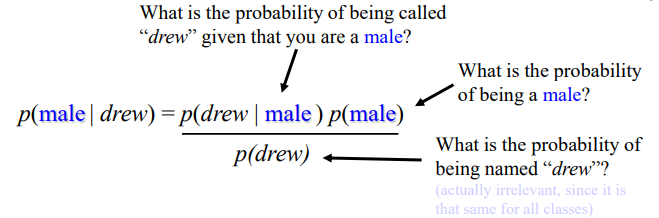 What is the probability of being called
“drew” given that you are a male?
What is the probability
of being a male?
p(male | drew) = p(drew | male ) p(male)
p(drew)
What is the probability of
being named “drew”?
(actually irrelevant, since it is
that same for all classes)